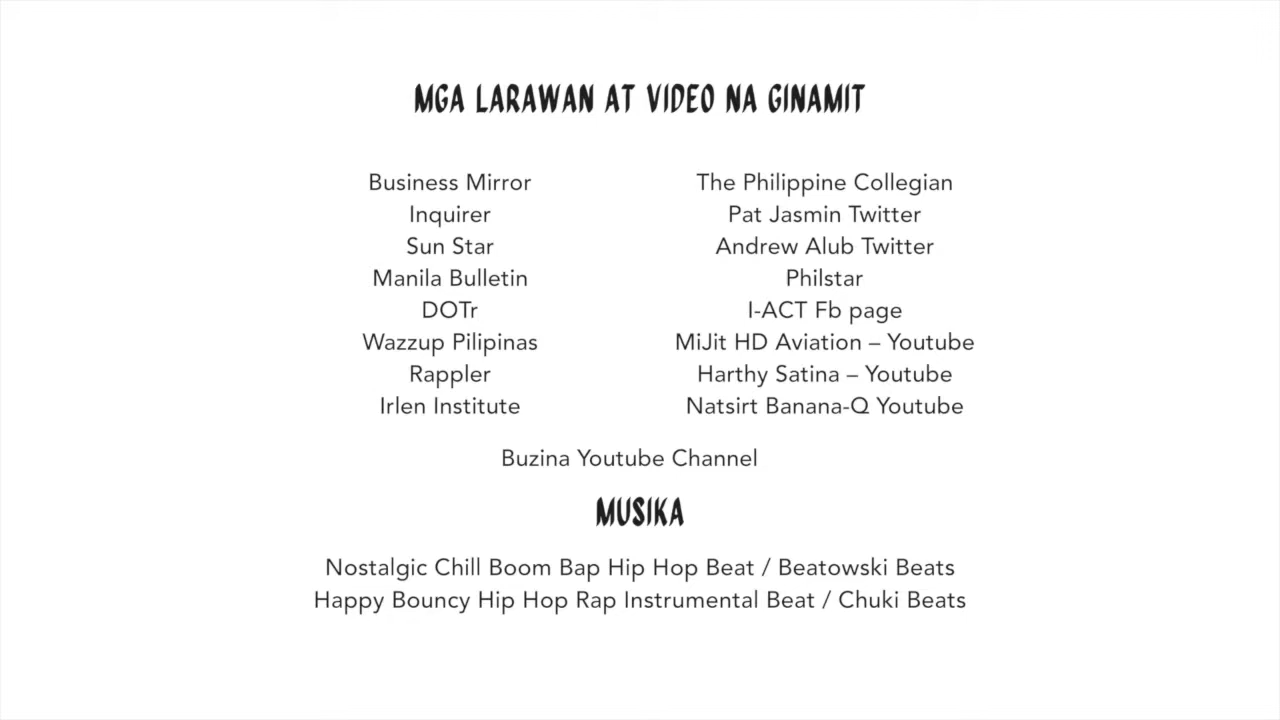 MGA LARAWAN AT VIDEO NA GINAMIT
Business Mirror
Inquirer
Sun Star
Manila Bulletin
DOTr
Wazzup Pilipinas
Rappler
Irlen Institute
The Philippine Collegian
Pat Jasmin Twitter
Andrew Alub Twitter
Philstar
I-ACT Fb page
MiJit HD Aviation – Youtube
Harthy Satina – Youtube
Natsirt Banana-Q Youtube
Buzina Youtube Channel
MUSIKA
Nostalgic Chill Boom Bap Hip Hop Beat / Beatowski Beats
Happy Bouncy Hip Hop Rap Instrumental Beat / Chuki Beats